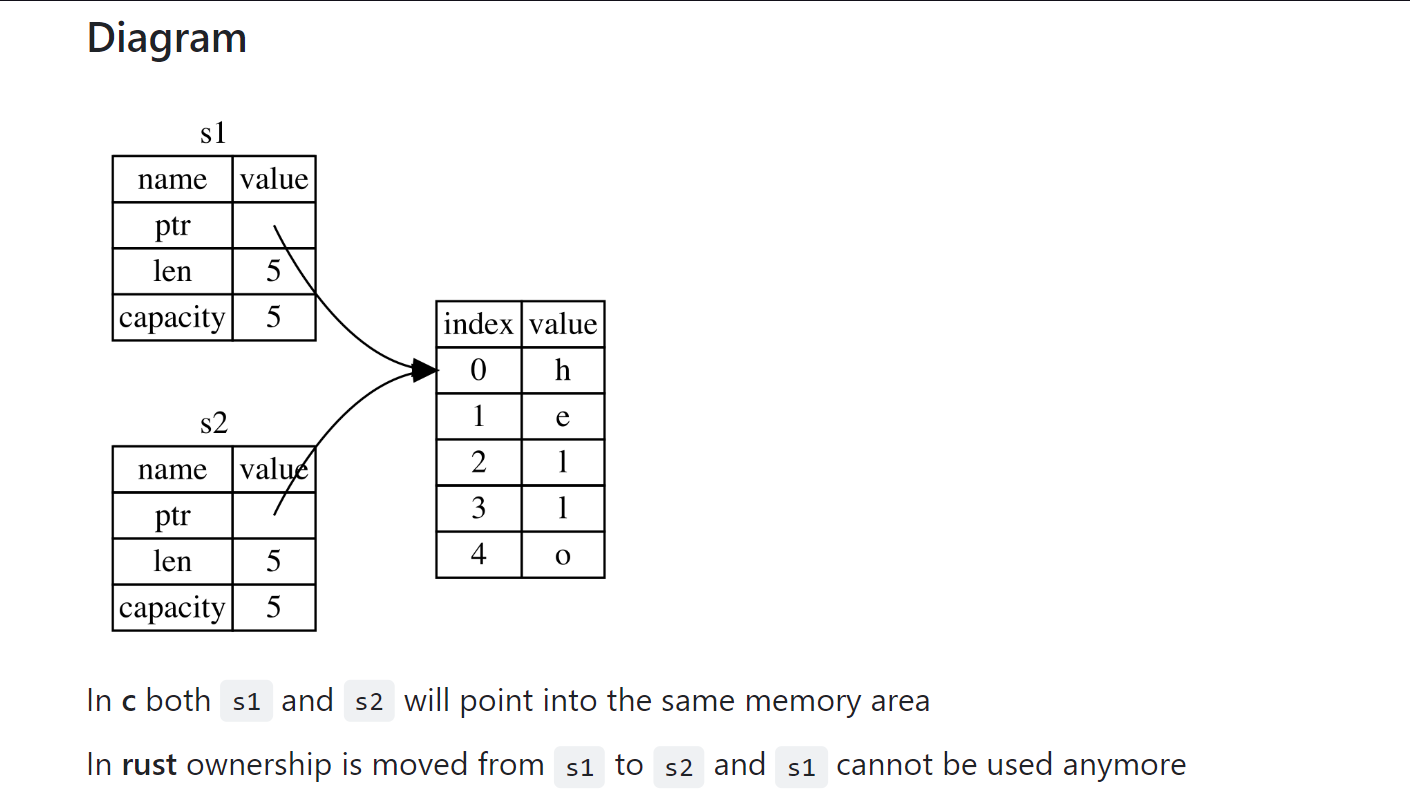 Diagram
s1
name value
ptr
len 5
capacity 5
index value
0 h
1 e
2 l
3 l
4 o
s2
name value
ptr
len 5
capacity 5
In c both s1 and s2 will point into the same memory area
In rust ownership is moved from s1 to s2 and s1 cannot be used anymore